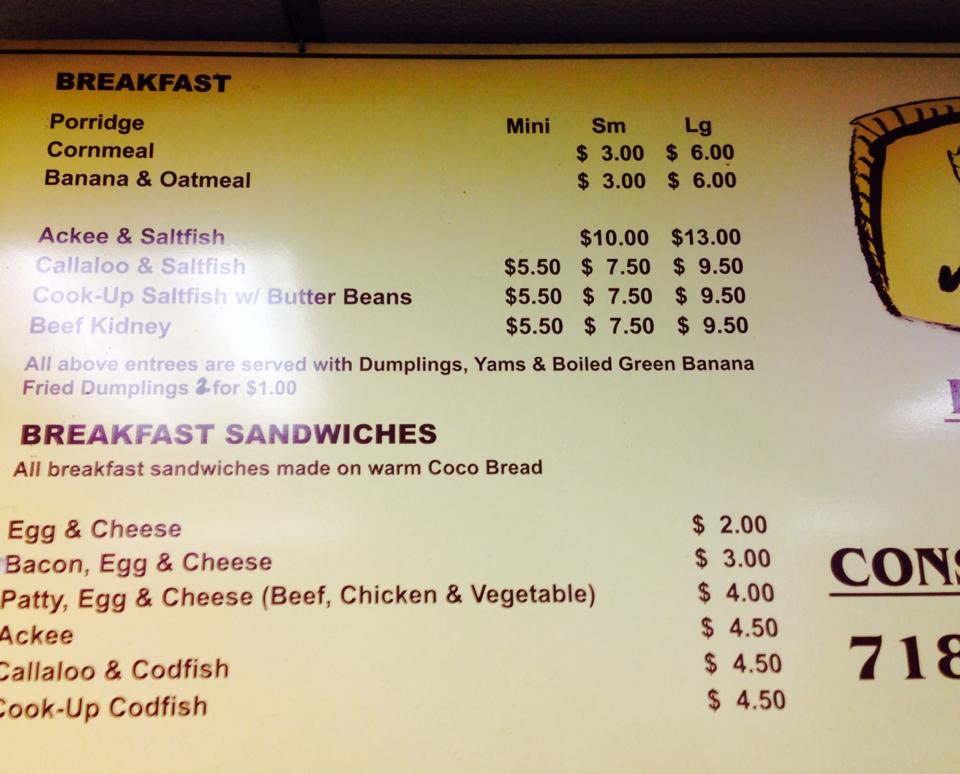 BREAKFAST
Porridge Mini Sm Lg
Cornmeal $ 3.00 $ 6.00
Banana & Oatmeal $ 3.00 $ 6.00
Ackee & Saltfish $10.00 $13.00
Callaloo & Saltfish $5.50 $ 7.50 $ 9.50
Cook-Up Saltfish w/ Butter Beans $5.50 $ 7.50 $ 9.50
Beef Kidney $5.50 $ 7.50 $ 9.50
All above entrees are served with Dumplings, Yams & Boiled Green Banana
Fried Dumplings 2 for $1.00
BREAKFAST SANDWICHES
All breakfast sandwiches made on warm Coco Bread
Egg & Cheese $ 2.00
Bacon, Egg & Cheese $ 3.00
Patty, Egg & Cheese (Beef, Chicken & Vegetable) $ 4.00
Ackee $ 4.50
Callaloo & Codfish $ 4.50
Cook-Up Codfish $ 4.50
CONS
718